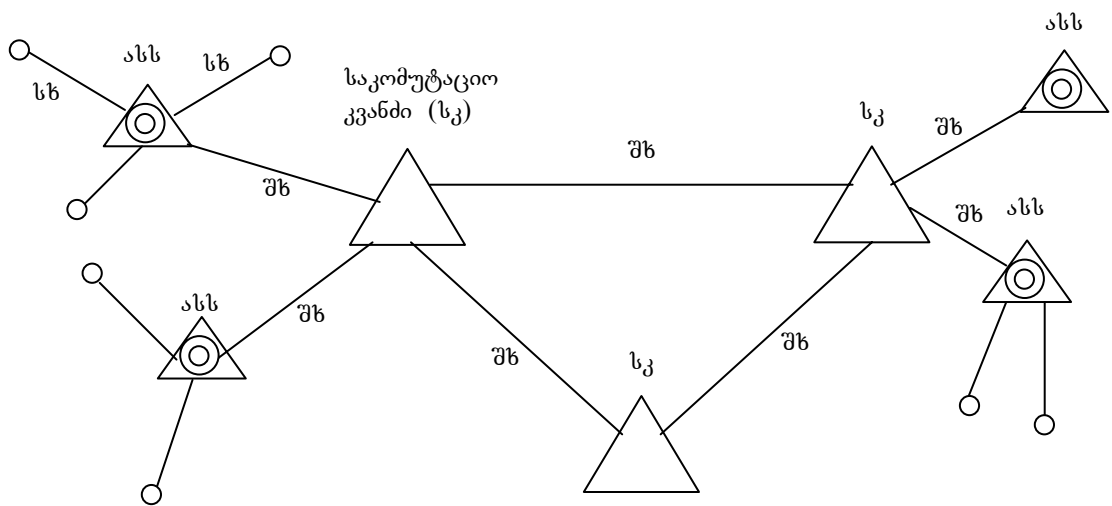 ასს
ასს
სხ
სხ
საკომუტაციო
კვანძი (სკ)
სკ
შხ
შხ
შხ
შხ
ასს
ასს
შხ
შხ
შხ
სკ